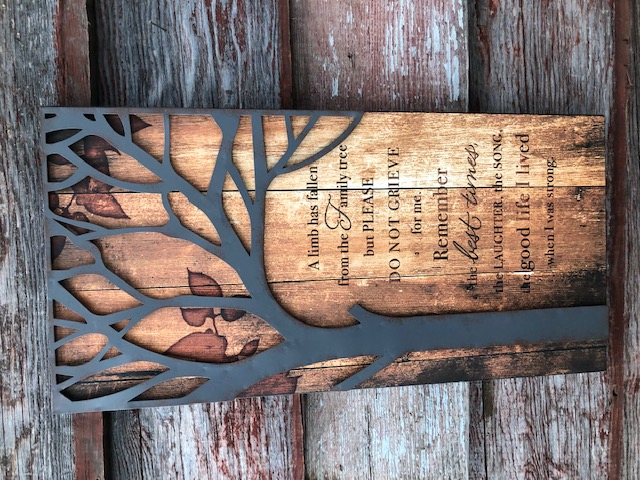 A limb has fallen
from the Family tree
but PLEASE,
DO NOT GRIEVE
for me.
Remember
the best times,
the LAUGHTER, the SONG,
the good life I lived
when I was strong.